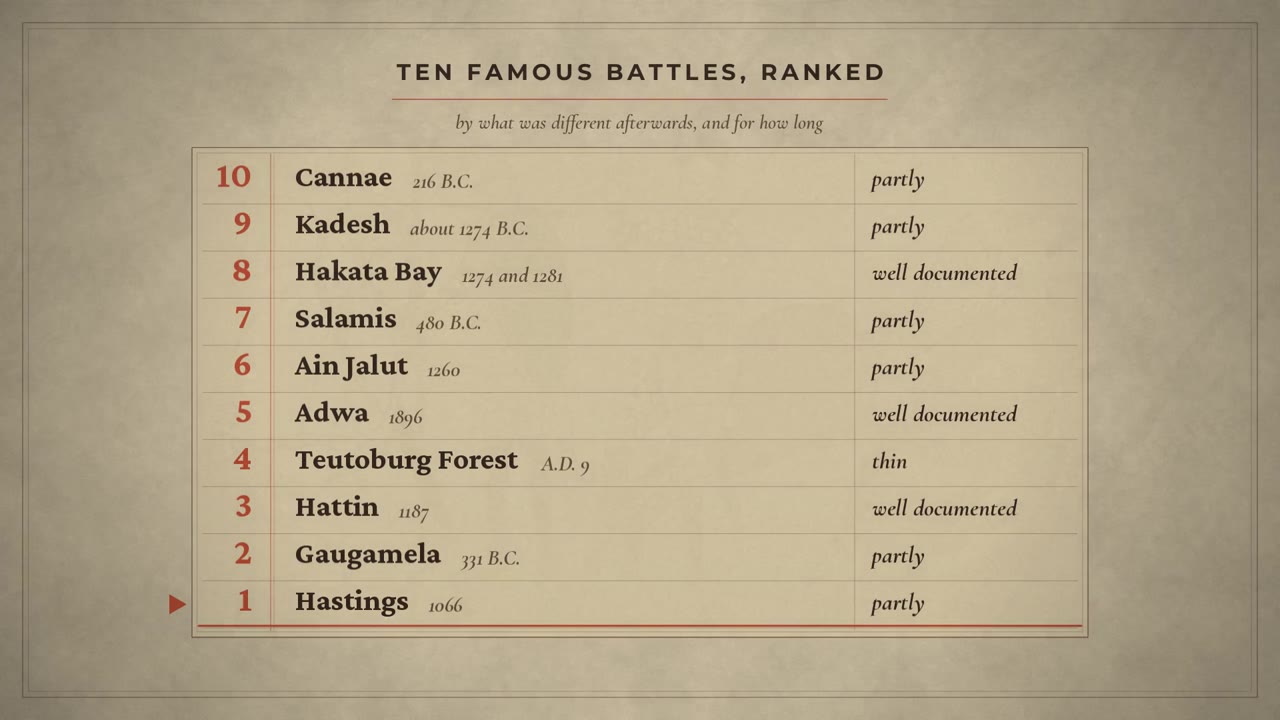 TEN FAMOUS BATTLES, RANKED
by what was different afterwards, and for how long
10 Cannae 216 B.C. partly
9 Kadesh about 1274 B.C. partly
8 Hakata Bay 1274 and 1281 well documented
7 Salamis 480 B.C. partly
6 Ain Jalut 1260 partly
5 Adwa 1896 well documented
4 Teutoburg Forest A.D. 9 thin
3 Hattin 1187 well documented
2 Gaugamela 331 B.C. partly
1 Hastings 1066 partly